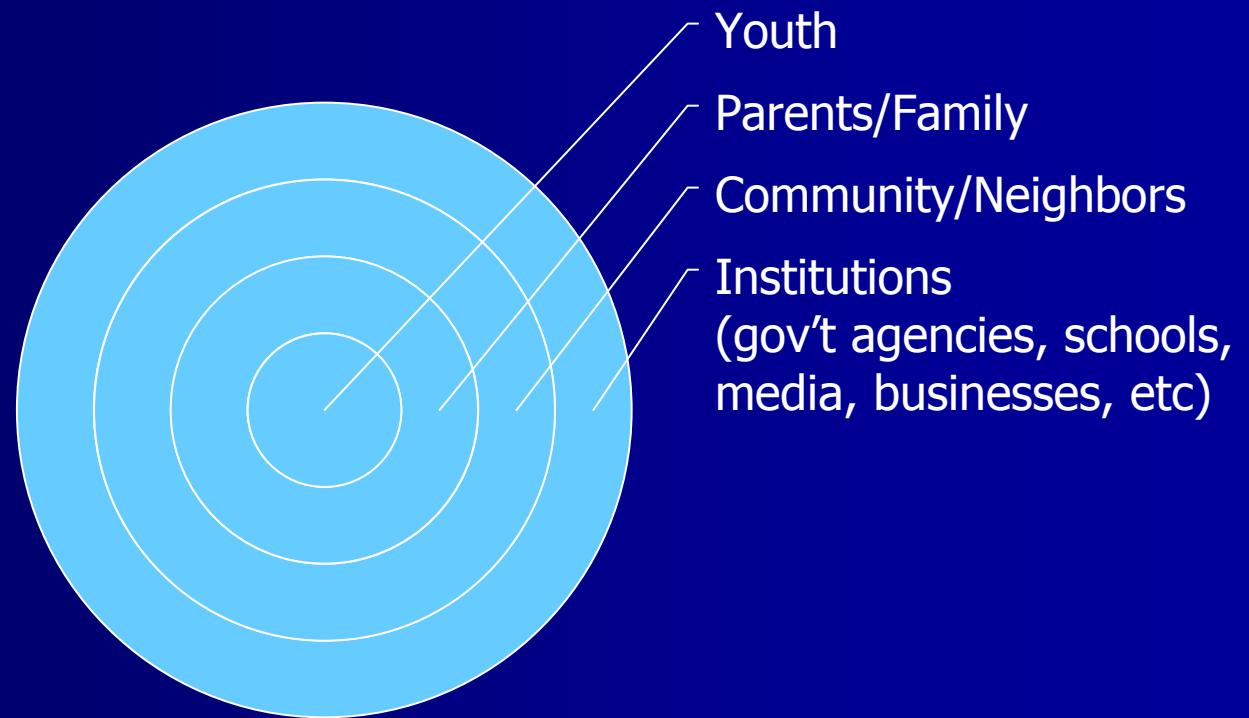 Youth
Parents/Family
Community/Neighbors
Institutions
(gov’t agencies, schools,
media, businesses, etc)